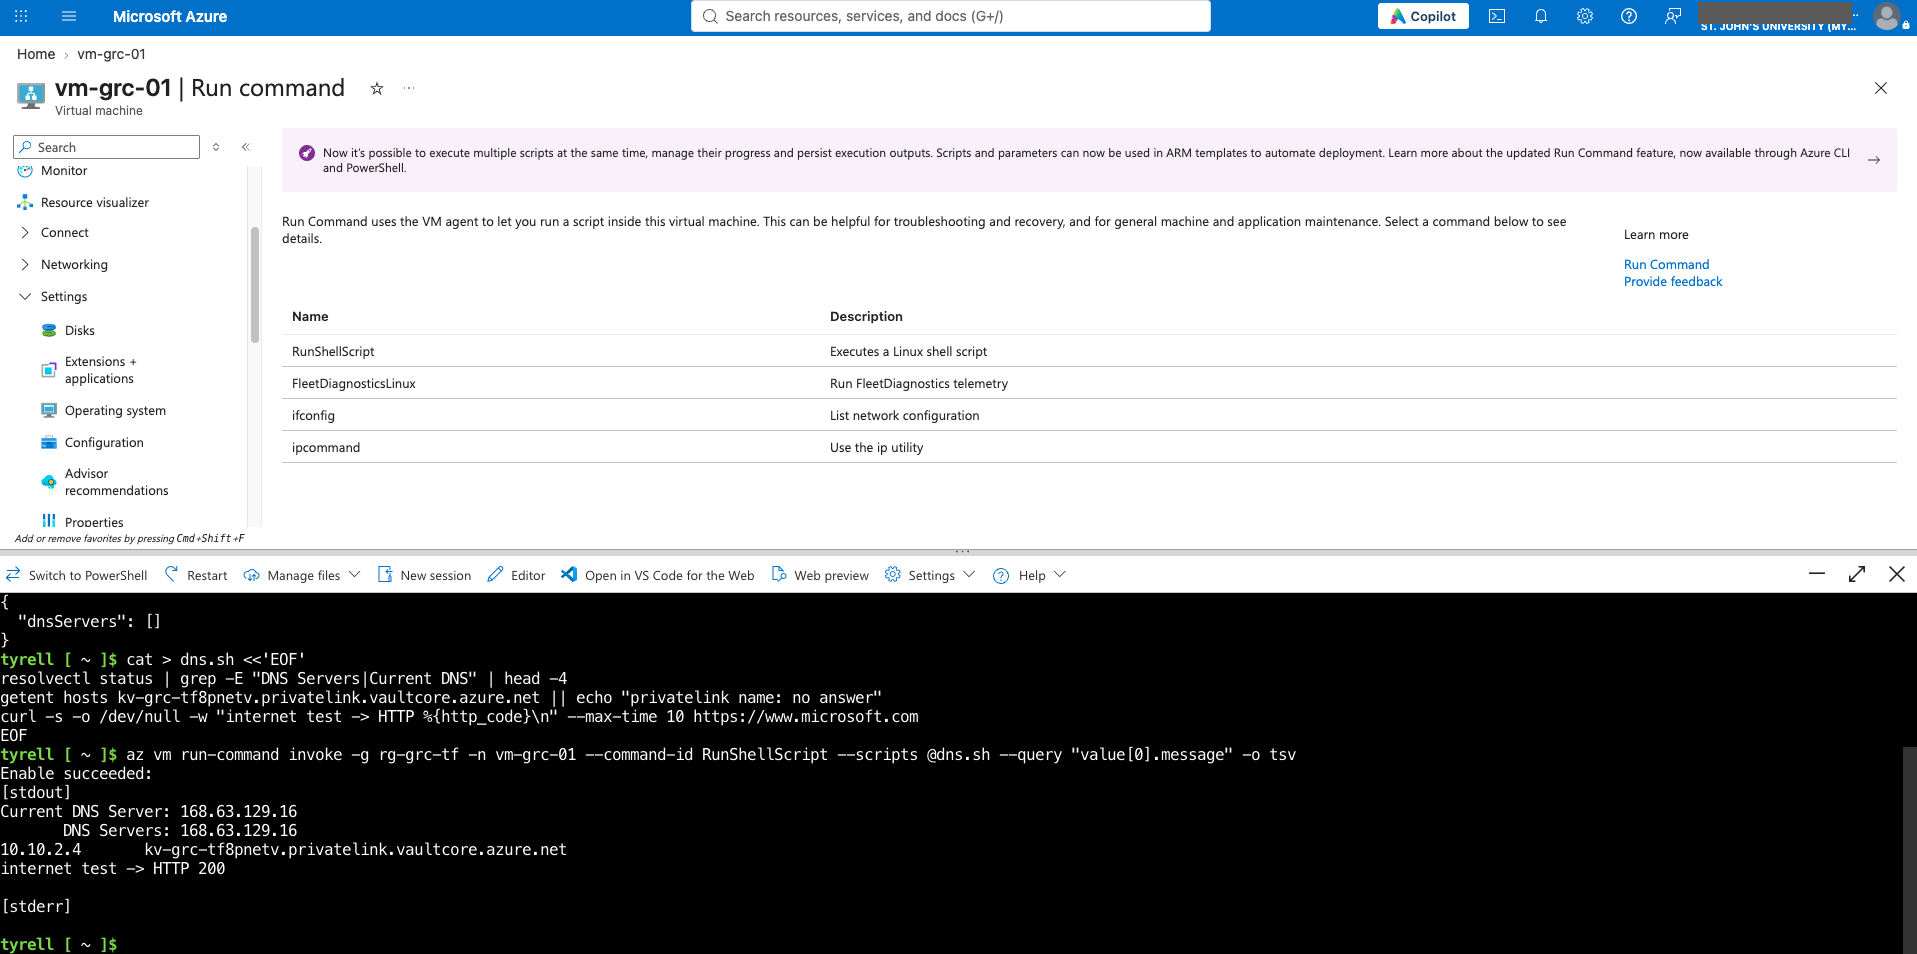 Microsoft Azure
Search resources, services, and docs (G+/)
Copilot
ST. JOHN'S UNIVERSITY (MY...
Home > vm-grc-01
vm-grc-01 | Run command
Virtual machine
Search
Monitor
Resource visualizer
Connect
Networking
Settings
Disks
Extensions +
applications
Operating system
Configuration
Advisor
recommendations
Properties
Add or remove favorites by pressing Cmd+Shift+F
Now it's possible to execute multiple scripts at the same time, manage their progress and persist execution outputs. Scripts and parameters can now be used in ARM templates to automate deployment. Learn more about the updated Run Command feature, now available through Azure CLI
and PowerShell.
Run Command uses the VM agent to let you run a script inside this virtual machine. This can be helpful for troubleshooting and recovery, and for general machine and application maintenance. Select a command below to see
details.
Learn more
Run Command
Provide feedback
Name Description
RunShellScript Executes a Linux shell script
FleetDiagnosticsLinux Run FleetDiagnostics telemetry
ifconfig List network configuration
ipcommand Use the ip utility
Switch to PowerShell Restart Manage files New session Editor Open in VS Code for the Web Web preview Settings Help
{
  "dnsServers": []
}
tyrell [ ~ ]$ cat > dns.sh <<'EOF'
resolvectl status | grep -E "DNS Servers|Current DNS" | head -4
getent hosts kv-grc-tf8pnetv.privatelink.vaultcore.azure.net || echo "privatelink name: no answer"
curl -s -o /dev/null -w "internet test -> HTTP %{http_code}\n" --max-time 10 https://www.microsoft.com
EOF
tyrell [ ~ ]$ az vm run-command invoke -g rg-grc-tf -n vm-grc-01 --command-id RunShellScript --scripts @dns.sh --query "value[0].message" -o tsv
Enable succeeded:
[stdout]
Current DNS Server: 168.63.129.16
       DNS Servers: 168.63.129.16
10.10.2.4       kv-grc-tf8pnetv.privatelink.vaultcore.azure.net
internet test -> HTTP 200
[stderr]
tyrell [ ~ ]$